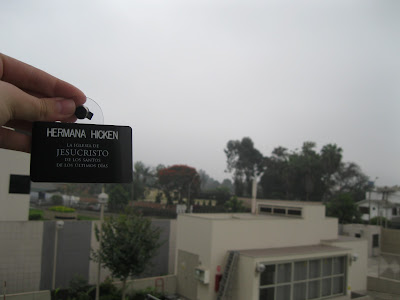 HERMANA HICKEN
LA IGLESIA DE
JESUCRISTO
DE LOS SANTOS
DE LOS ÚLTIMOS DÍAS